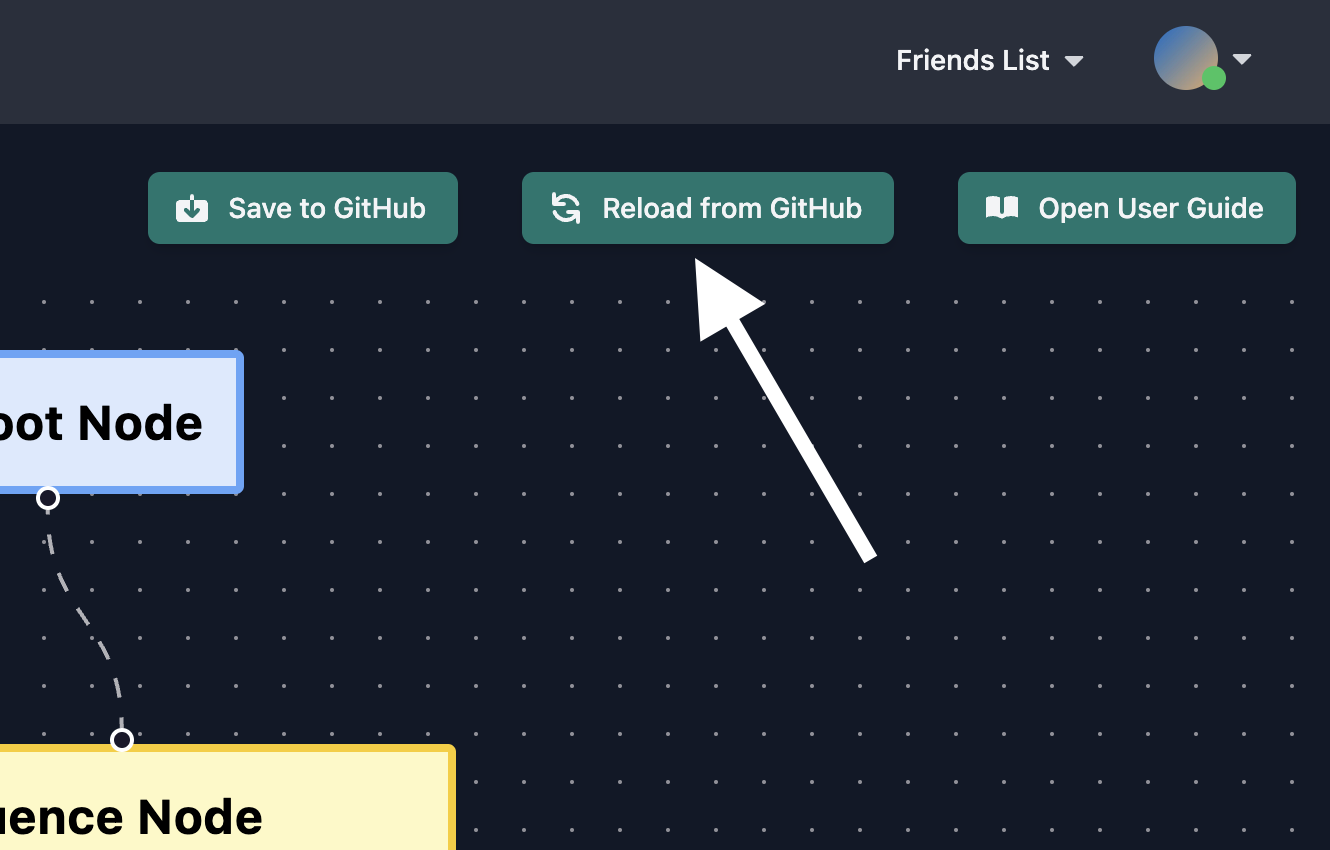 Friends List
Save to GitHub
Reload from GitHub
Open User Guide
oot Node
uence Node